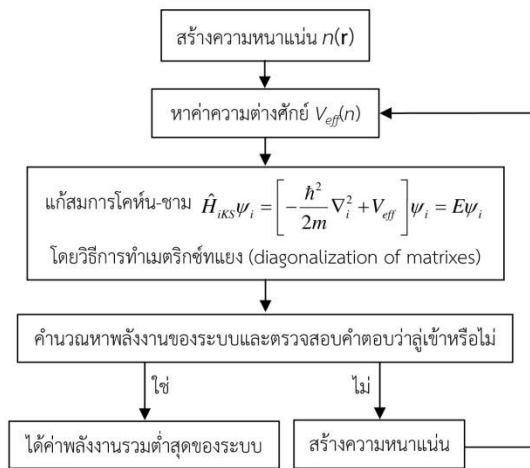 สร้างความหนาแน่น n(r)
หาค่าความต่างศักย์ V_eff(n)
แก้สมการโคห์น-ชาม Ĥ_iKS ψ_i = [-ħ²/2m ∇_i² + V_eff] ψ_i = Eψ_i
โดยวิธีการทำเมตริกซ์ทแยง (diagonalization of matrixes)
คำนวณหาพลังงานของระบบและตรวจสอบคำตอบว่าลู่เข้าหรือไม่
ใช่ ไม่
ได้ค่าพลังงานรวมต่ำสุดของระบบ สร้างความหนาแน่น